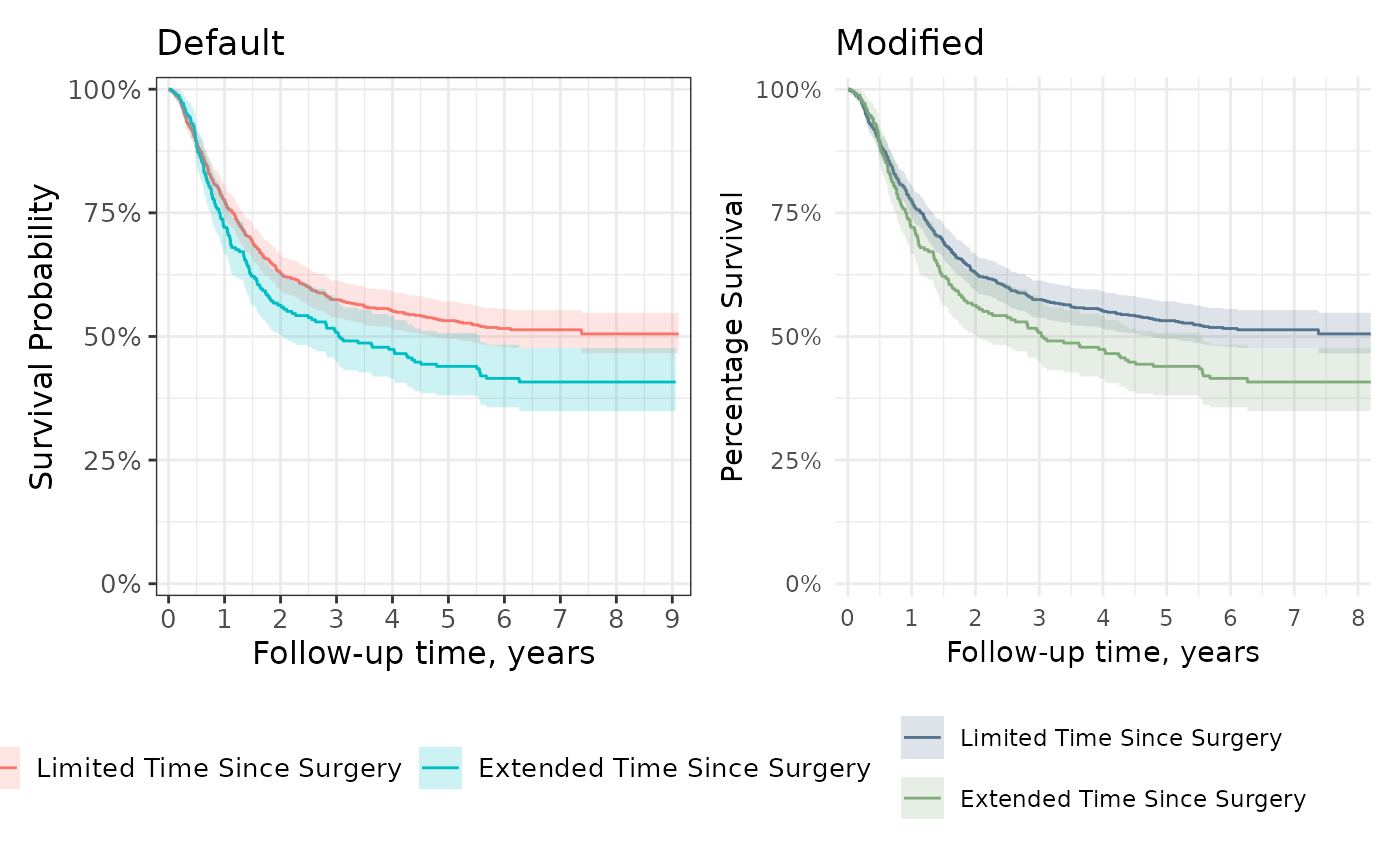 Default
Survival Probability
100%
75%
50%
25%
0%
0 1 2 3 4 5 6 7 8 9
Follow-up time, years
Limited Time Since Surgery
Extended Time Since Surgery
Modified
Percentage Survival
100%
75%
50%
25%
0%
0 1 2 3 4 5 6 7 8
Follow-up time, years
Limited Time Since Surgery
Extended Time Since Surgery